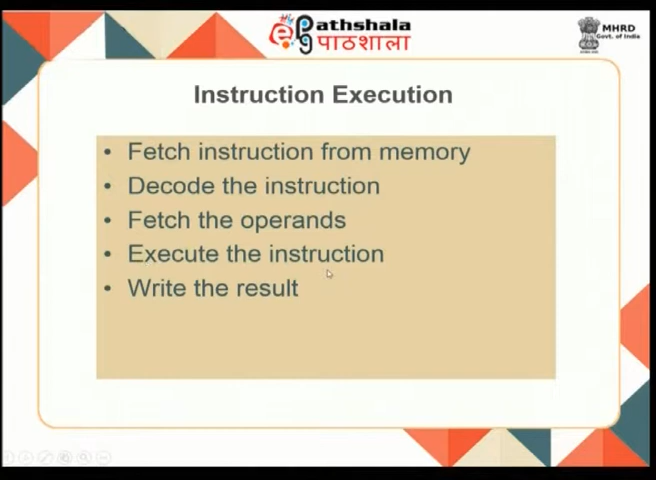 epg Pathshala
पाठशाला
MHRD
Govt. of India
Instruction Execution
• Fetch instruction from memory
• Decode the instruction
• Fetch the operands
• Execute the instruction
• Write the result